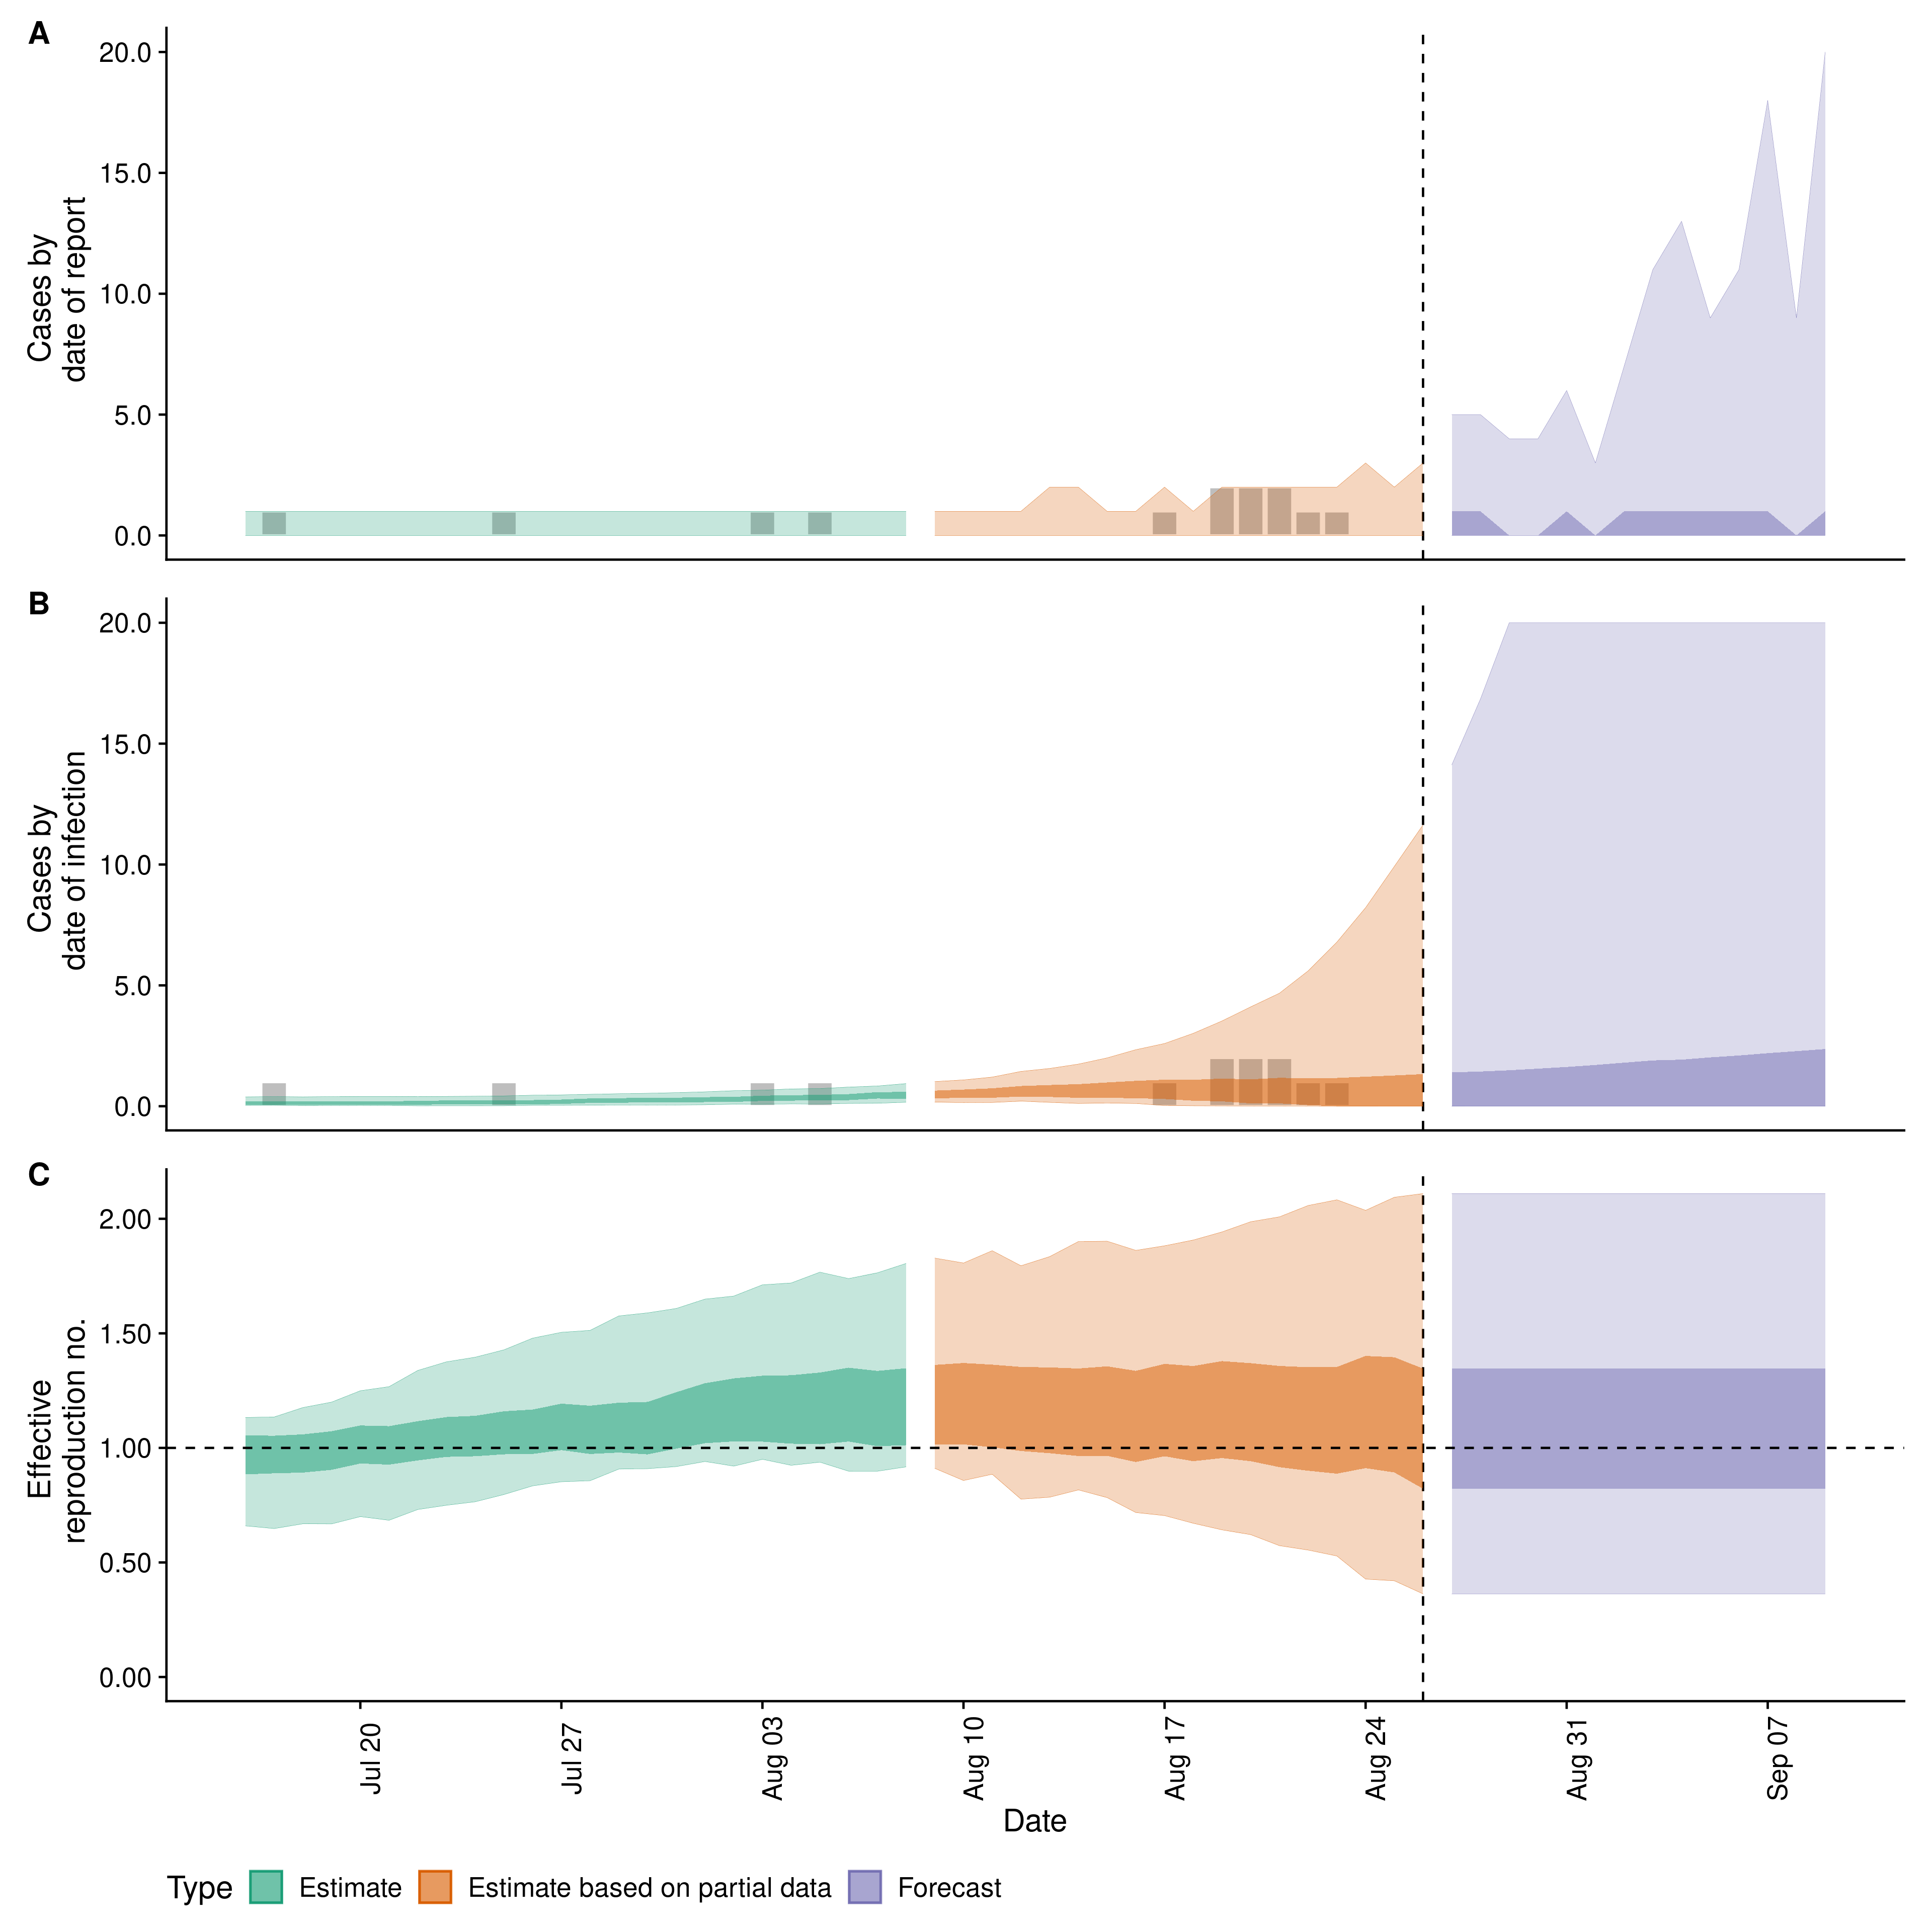 A
Cases by
date of report
20.0
15.0
10.0
5.0
0.0
B
Cases by
date of infection
20.0
15.0
10.0
5.0
0.0
C
Effective
reproduction no.
2.00
1.50
1.00
0.50
0.00
Jul 20
Jul 27
Aug 03
Aug 10
Aug 17
Aug 24
Aug 31
Sep 07
Date
Type Estimate Estimate based on partial data Forecast